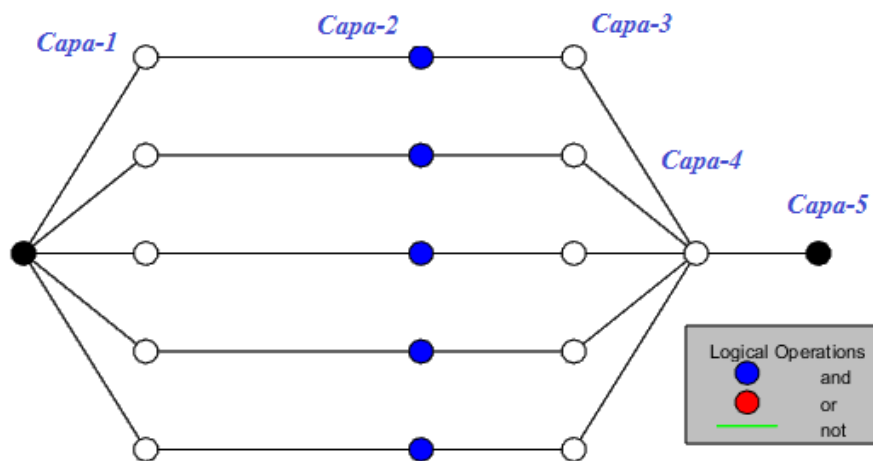 Capa-1
Capa-2
Capa-3
Capa-4
Capa-5
Logical Operations
and
or
not